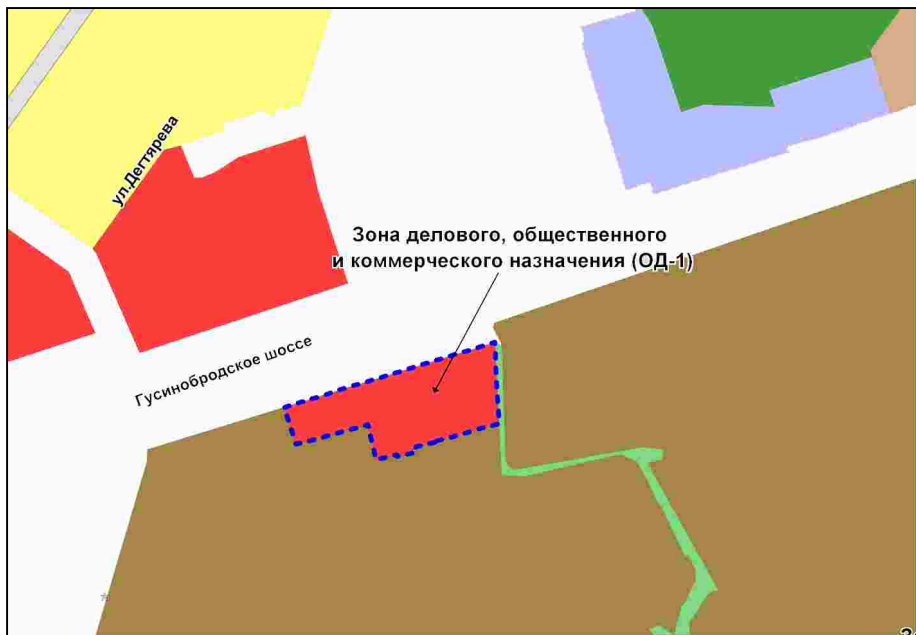 ул.Дегтярева
Зона делового, общественного
и коммерческого назначения (ОД-1)
Гусинобродское шоссе